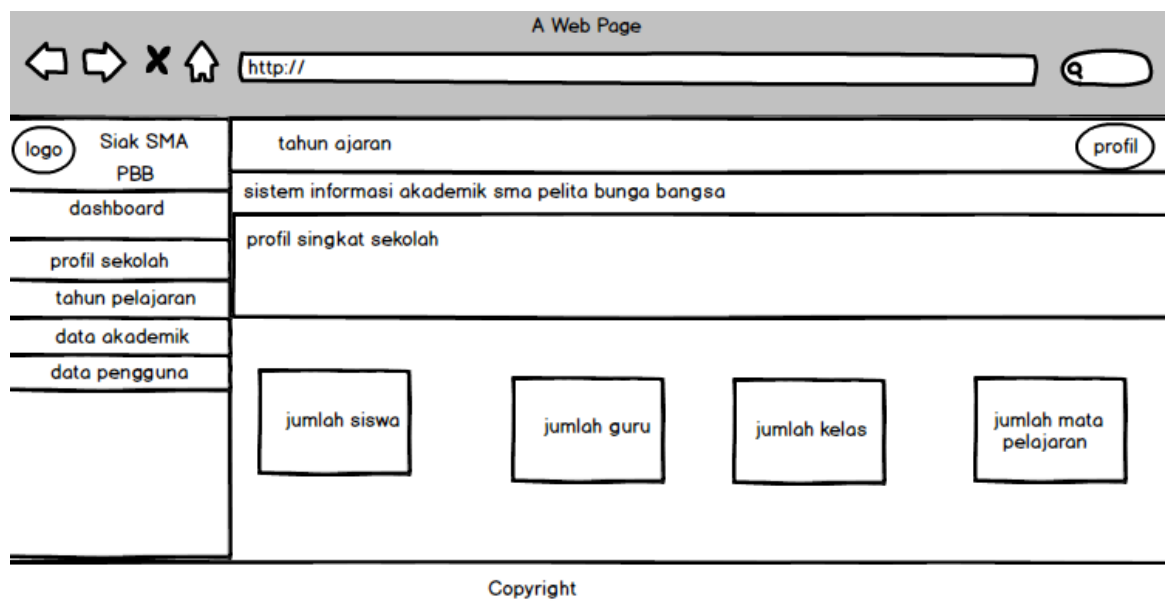 A Web Page
http://
logo
Siak SMA
PBB
tahun ajaran
profil
dashboard
profil sekolah
tahun pelajaran
data akademik
data pengguna
sistem informasi akademik sma pelita bunga bangsa
profil singkat sekolah
jumlah siswa
jumlah guru
jumlah kelas
jumlah mata
pelajaran
Copyright